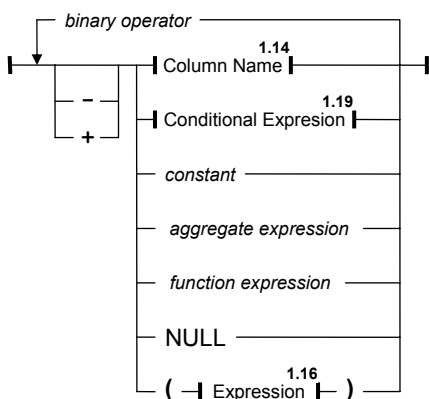 binary operator
1.14
Column Name
-
1.19
+
Conditional Expresion
constant
aggregate expression
function expression
NULL
1.16
( Expression )